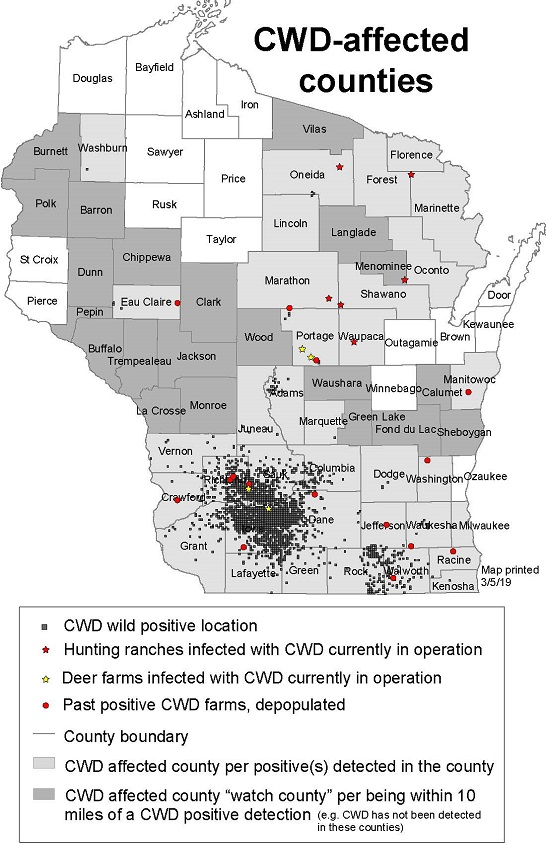 CWD-affected
counties
Douglas
Bayfield
Ashland
Iron
Vilas
Burnett
Washburn
Sawyer
Price
Oneida
Forest
Florence
Polk
Barron
Rusk
Lincoln
Marinette
Langlade
Taylor
St Croix
Dunn
Chippewa
Menominee
Oconto
Marathon
Shawano
Pierce
Pepin
Eau Claire
Clark
Door
Kewaunee
Wood
Portage
Waupaca
Outagamie
Brown
Buffalo
Trempealeau
Jackson
Manitowoc
Adams
Waushara
Winnebago
Calumet
La Crosse
Monroe
Juneau
Marquette
Green Lake
Fond du Lac
Sheboygan
Vernon
Sauk
Columbia
Dodge
Washington
Ozaukee
Crawford
Dane
Jefferson
Waukesha
Milwaukee
Grant
Lafayette
Green
Rock
Walworth
Racine
Kenosha
Map printed
3/5/19
CWD wild positive location
Hunting ranches infected with CWD currently in operation
Deer farms infected with CWD currently in operation
Past positive CWD farms, depopulated
County boundary
CWD affected county per positive(s) detected in the county
CWD affected county "watch county" per being within 10
miles of a CWD positive detection (e.g. CWD has not been detected
in these counties)